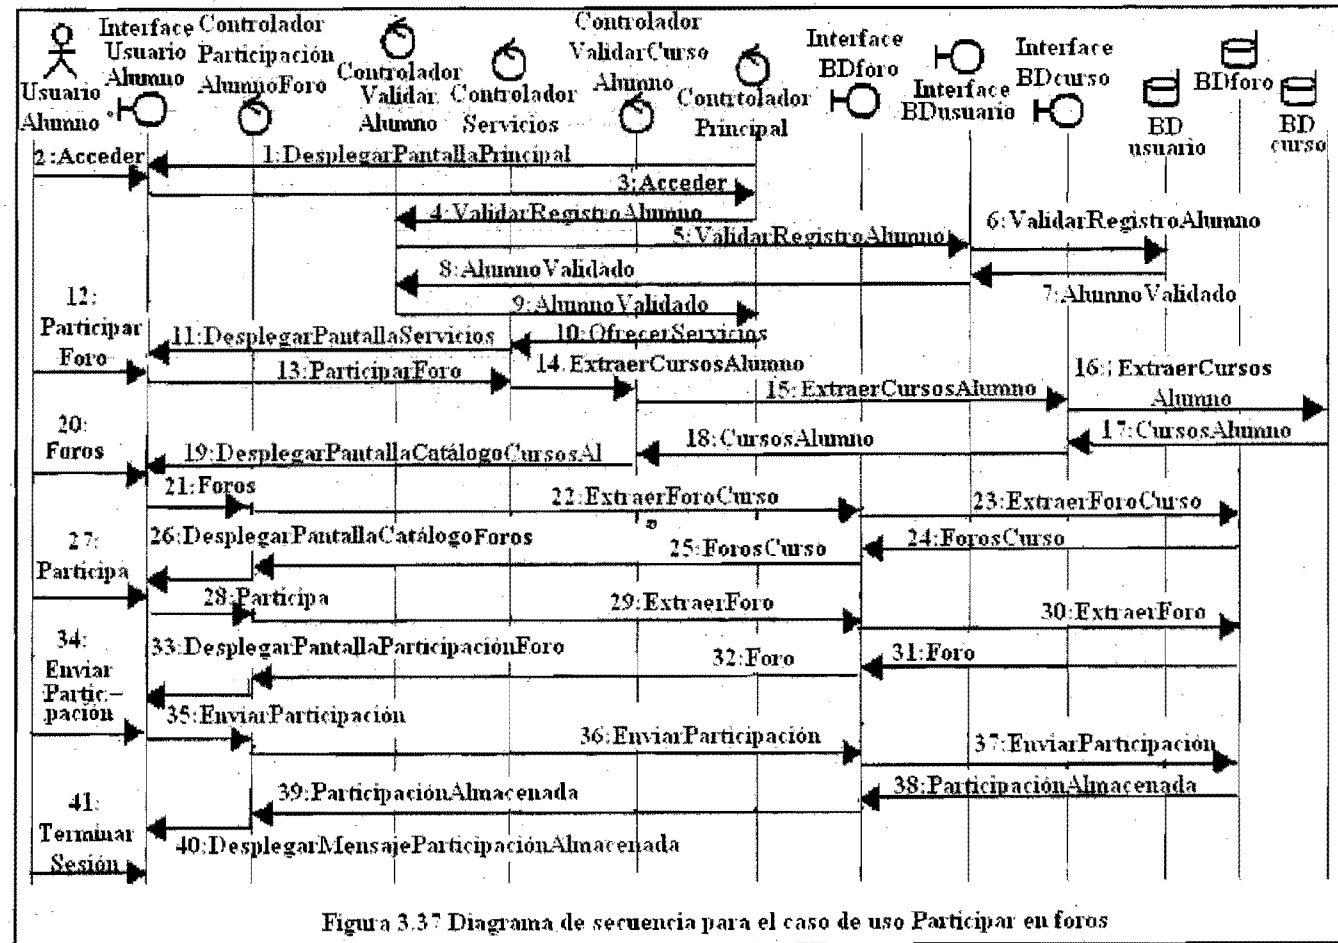 Usuario
Alumno
Interface
Usuario
Alumno
Controlador
Participación
AlumnoForo
Controlador
Validar
Alumno
Controlador
Servicios
Controlador
ValidarCurso
Alumno
Contrtolador
Principal
Interface
BDforo
Interface
BDusuario
Interface
BDcurso
BD
usuario
BDforo
BD
curso
2:Acceder
1:DesplegarPantallaPrincipal
3:Acceder
4:ValidarRegistroAlumno
5:ValidarRegistroAlumno
6:ValidarRegistroAlumno
8:AlumnoValidado
7:AlumnoValidado
9:AlumnoValidado
12:
Participar
Foro
11:DesplegarPantallaServicios
10:OfrecerServicios
13:ParticiparForo
14.ExtraerCursosAlumno
15:ExtraerCursosAlumno
16:ExtraerCursos
Alumno
20:
Foros
19:DesplegarPantallaCatálogoCursosAl
18:CursosAlumno
17:CursosAlumno
21:Foros
22:ExtraerForoCurso
23:ExtraerForoCurso
27:
Participa
26:DesplegarPantallaCatálogoForos
25:ForosCurso
24:ForosCurso
28:Participa
29:ExtraerForo
30:ExtraerForo
34:
Enviar
Partic-
pación
33:DesplegarPantallaParticipaciónForo
32:Foro
31:Foro
35:EnviarParticipación
36:EnviarParticipación
37:EnviarParticipación
41:
Terminar
Sesión
39:ParticipaciónAlmacenada
38:ParticipaciónAlmacenada
40:DesplegarMensajeParticipaciónAlmacenada
Figura 3.37 Diagrama de secuencia para el caso de uso Participar en foros